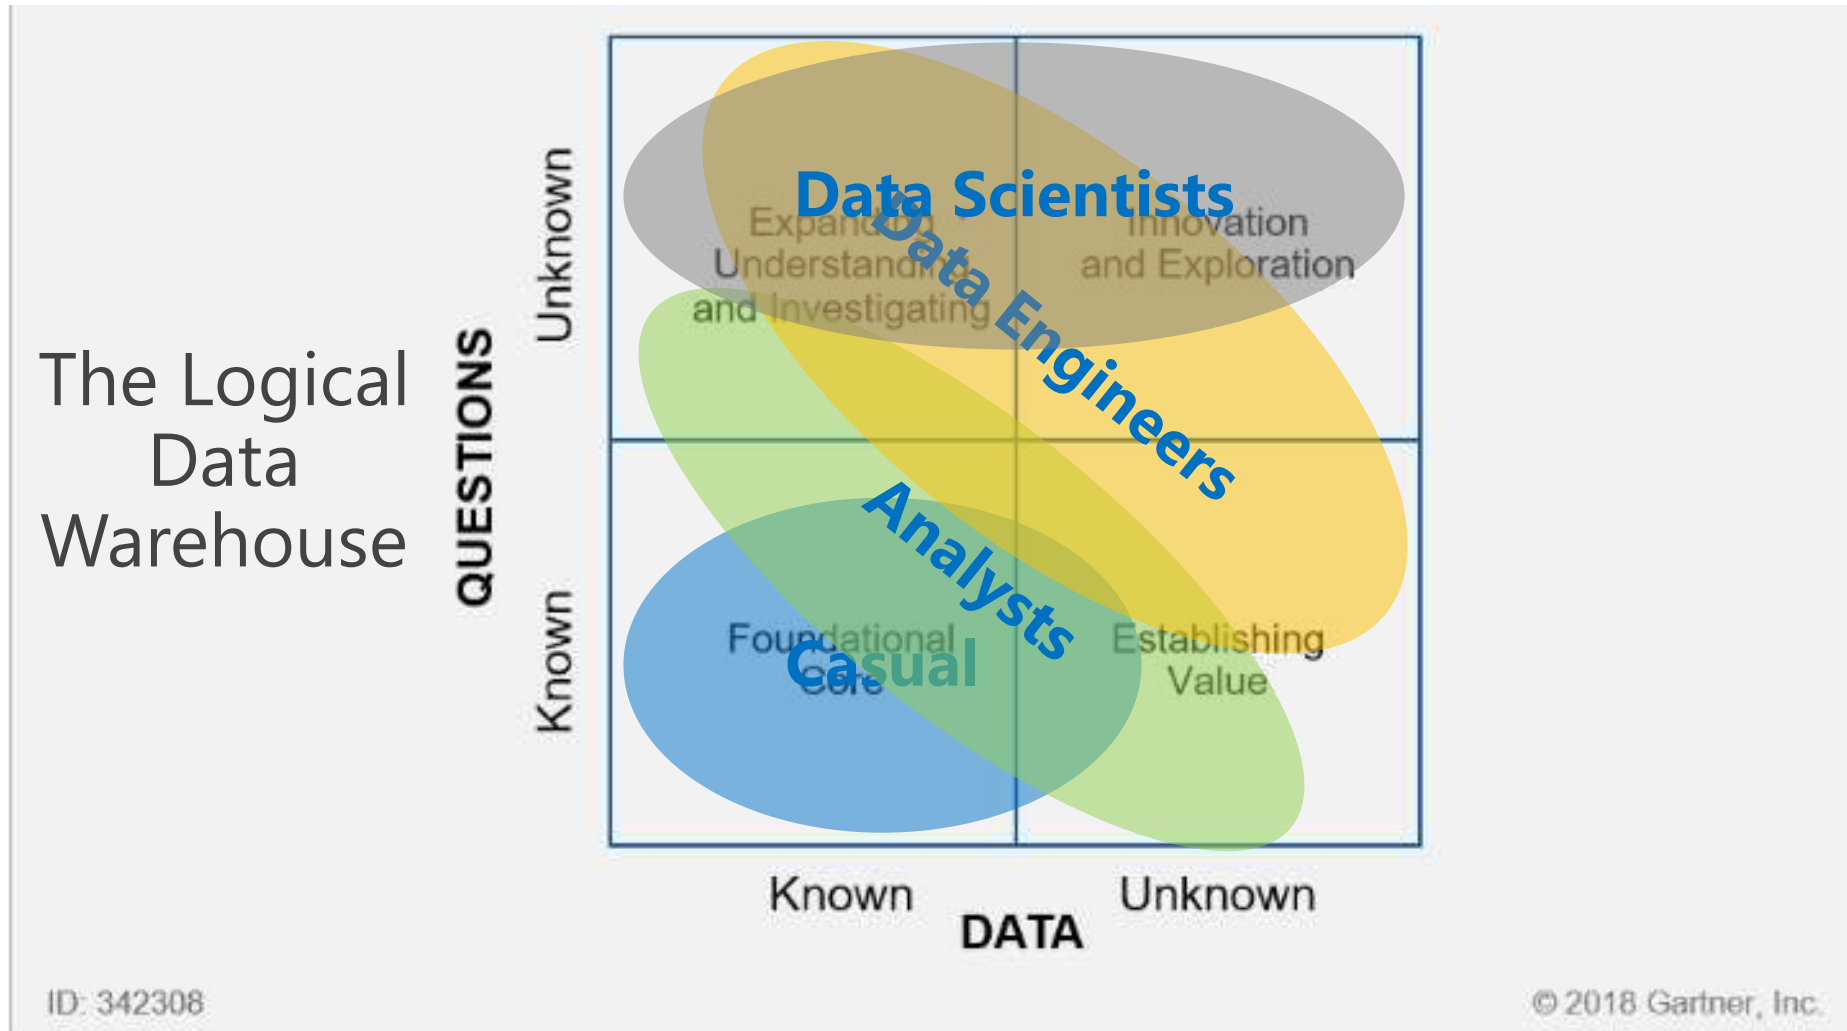 The Logical
Data
Warehouse
QUESTIONS
Unknown
Known
Data Scientists
Expanding
Understanding
and Investigating
Innovation
and Exploration
Data Engineers
Analysts
Foundational
Core
Casual
Establishing
Value
Known
Unknown
DATA
ID: 342308
© 2018 Gartner, Inc.